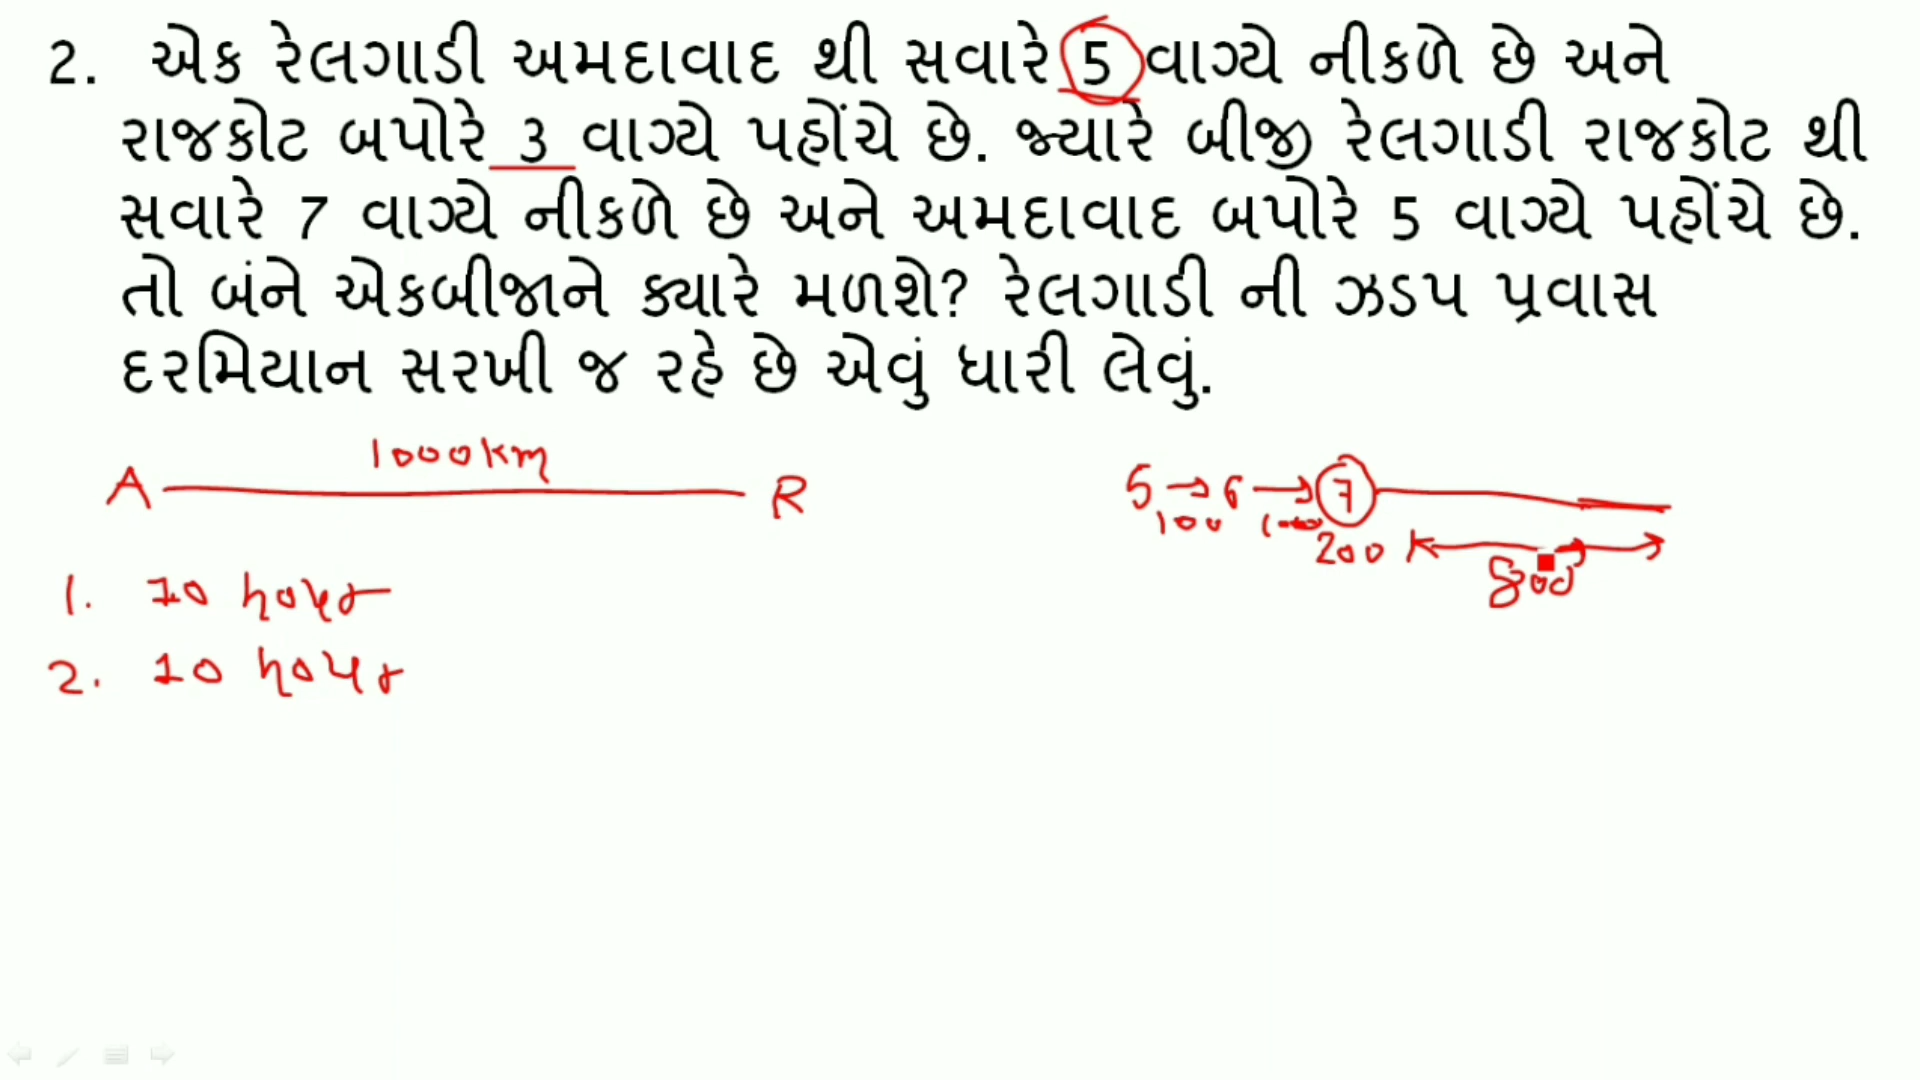 2. એક રેલગાડી અમદાવાદ થી સવારે 5 વાગ્યે નીકળે છે અને
રાજકોટ બપોરે 3 વાગ્યે પહોંચે છે. જ્યારે બીજી રેલગાડી રાજકોટ થી
સવારે 7 વાગ્યે નીકળે છે અને અમદાવાદ બપોરે 5 વાગ્યે પહોંચે છે.
તો બંને એકબીજાને ક્યારે મળશે? રેલગાડી ની ઝડપ પ્રવાસ
દરમિયાન સરખી જ રહે છે એવું ધારી લેવું.
1000km
A R
5 → 6 → 7
100 100
200 800
1. 10 hour
2. 10 hour